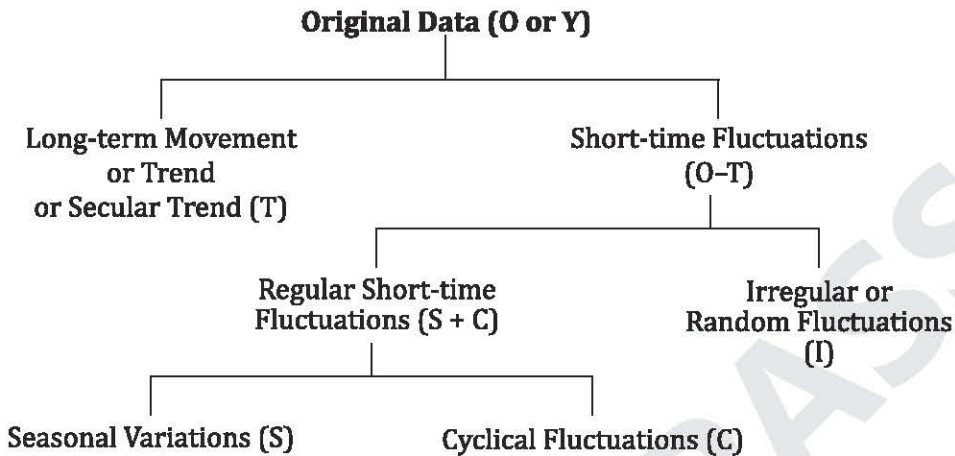 Original Data (O or Y)
Long-term Movement
or Trend
or Secular Trend (T)
Short-time Fluctuations
(O–T)
Regular Short-time
Fluctuations (S + C)
Irregular or
Random Fluctuations
(I)
Seasonal Variations (S)
Cyclical Fluctuations (C)